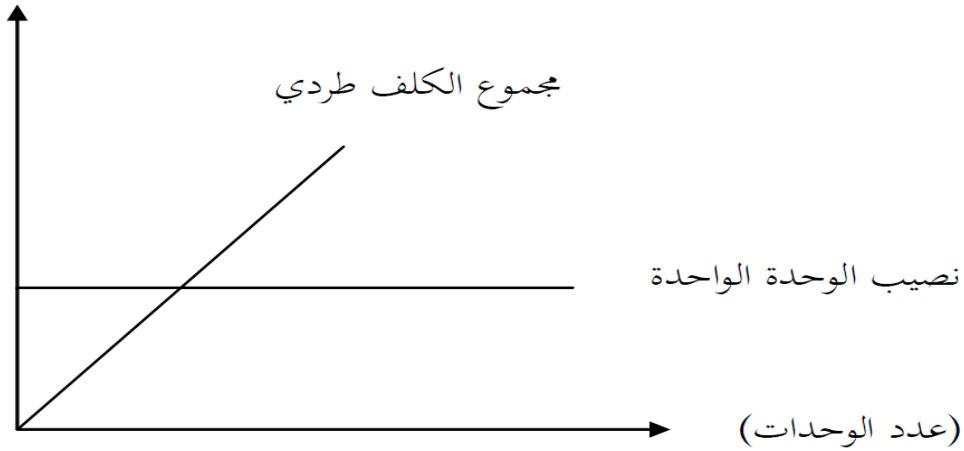 مجموع الكلف طردي
نصيب الوحدة الواحدة
(عدد الوحدات)